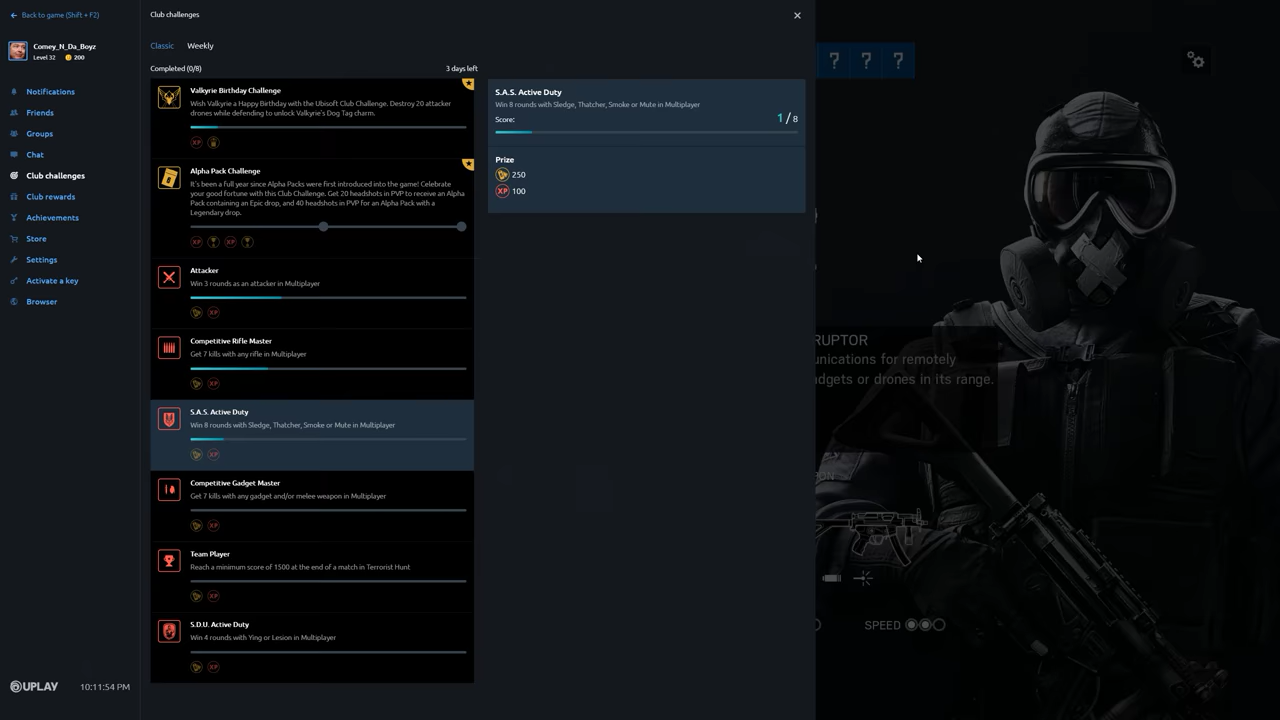 Back to game (Shift + F2)
Comey_N_Da_Boyz
Level 32 200
Notifications
Friends
Groups
Chat
Club challenges
Club rewards
Achievements
Store
Settings
Activate a key
Browser
UPLAY 10:11:54 PM
Club challenges
Classic Weekly
Completed (0/8) 3 days left
Valkyrie Birthday Challenge
Wish Valkyrie a Happy Birthday with the Ubisoft Club Challenge. Destroy 20 attacker
drones while defending to unlock Valkyrie's Dog Tag charm.
XP
Alpha Pack Challenge
It's been a full year since Alpha Packs were first introduced into the game! Celebrate
your good fortune with this Club Challenge. Get 20 headshots in PVP to receive an Alpha
Pack containing an Epic drop, and 40 headshots in PVP for an Alpha Pack with a
Legendary drop.
XP XP
Attacker
Win 3 rounds as an attacker in Multiplayer
XP
Competitive Rifle Master
Get 7 kills with any rifle in Multiplayer
XP
S.A.S. Active Duty
Win 8 rounds with Sledge, Thatcher, Smoke or Mute in Multiplayer
XP
Competitive Gadget Master
Get 7 kills with any gadget and/or melee weapon in Multiplayer
XP
Team Player
Reach a minimum score of 1500 at the end of a match in Terrorist Hunt
XP
S.D.U. Active Duty
Win 4 rounds with Ying or Lesion in Multiplayer
XP
S.A.S. Active Duty
Win 8 rounds with Sledge, Thatcher, Smoke or Mute in Multiplayer
Score: 1 / 8
Prize
250
XP 100
? ? ?
RUPTOR
unications for remotely
adgets or drones in its range.
PON
SPEED